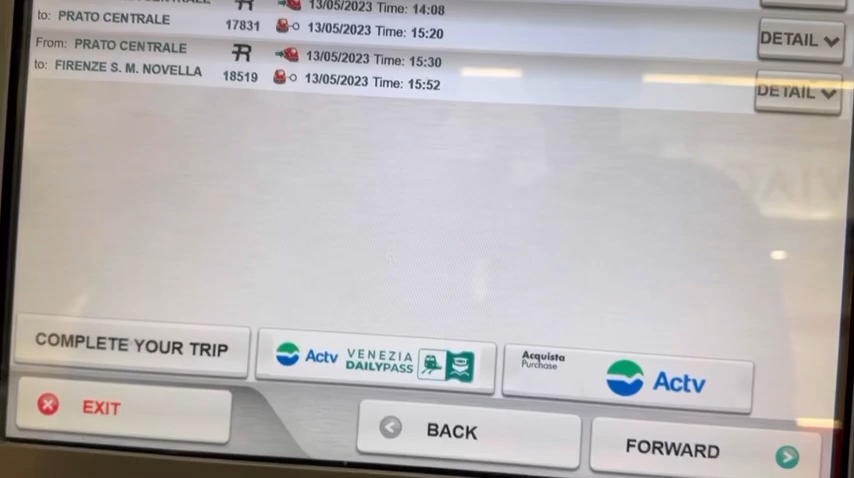 13/05/2023 Time: 14:08
to: PRATO CENTRALE
17831
13/05/2023 Time: 15:20
DETAIL
From: PRATO CENTRALE
R
13/05/2023 Time: 15:30
to: FIRENZE S. M. NOVELLA
18519
13/05/2023 Time: 15:52
DETAIL
COMPLETE YOUR TRIP
Actv VENEZIA
DAILYPASS
Acquista
Purchase
Actv
EXIT
BACK
FORWARD